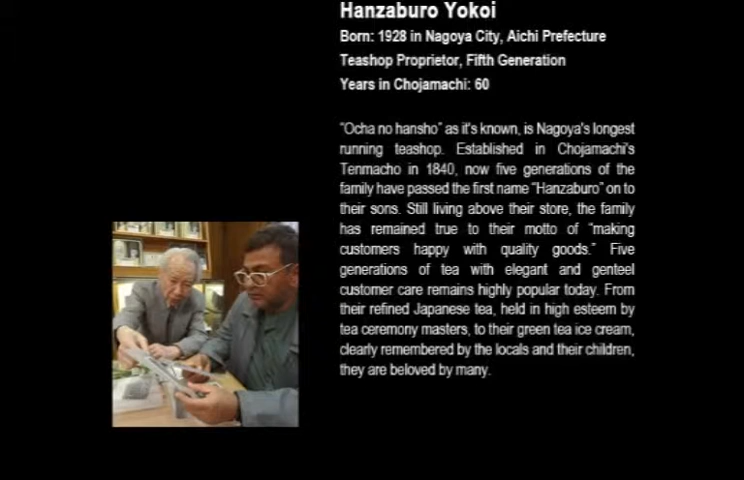 Hanzaburo Yokoi
Born: 1928 in Nagoya City, Aichi Prefecture
Teashop Proprietor, Fifth Generation
Years in Chojamachi: 60
“Ocha no hansho” as it's known, is Nagoya's longest
running teashop. Established in Chojamachi's
Tenmacho in 1840, now five generations of the
family have passed the first name “Hanzaburo” on to
their sons. Still living above their store, the family
has remained true to their motto of “making
customers happy with quality goods.” Five
generations of tea with elegant and genteel
customer care remains highly popular today. From
their refined Japanese tea, held in high esteem by
tea ceremony masters, to their green tea ice cream,
clearly remembered by the locals and their children,
they are beloved by many.